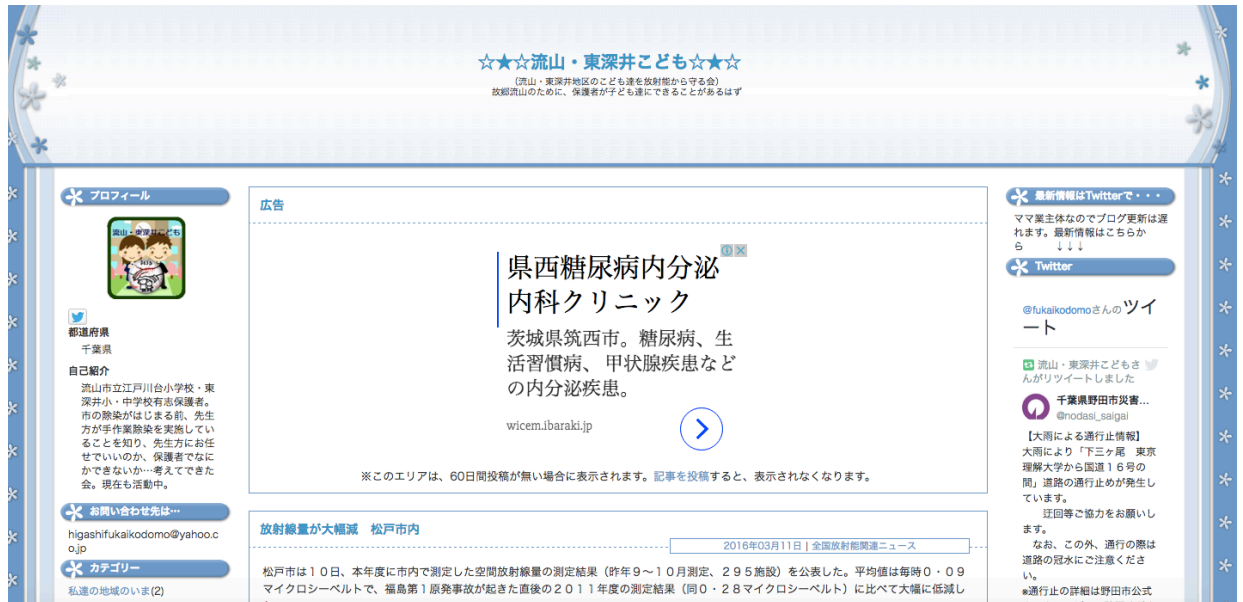 ☆★☆流山・東深井こども☆★☆
(流山・東深井地区のこども達を放射能から守る会)
故郷流山のために、保護者が子ども達にできることがあるはず
プロフィール
流山・東深井こども
都道府県
千葉県
自己紹介
流山市立江戸川台小学校・東
深井小・中学校有志保護者。
市の除染がはじまる前、先生
方が手作業除染を実施してい
ることを知り、先生方にお任
せでいいのか、保護者でなに
かできないか…考えてできた
会。現在も活動中。
お問い合わせ先は…
higashifukaikodomo@yahoo.c
o.jp
カテゴリー
私達の地域のいま(2)
広告
県西糖尿病内分泌
内科クリニック
茨城県筑西市。糖尿病、生
活習慣病、甲状腺疾患など
の内分泌疾患。
wicem.ibaraki.jp
※このエリアは、60日間投稿が無い場合に表示されます。記事を投稿すると、表示されなくなります。
放射線量が大幅減　松戸市内
2016年03月11日 | 全国放射能関連ニュース
松戸市は１０日、本年度に市内で測定した空間放射線量の測定結果（昨年９～１０月測定、２９５施設）を公表した。平均値は毎時０・０９
マイクロシーベルトで、福島第１原発事故が起きた直後の２０１１年度の測定結果（同０・２８マイクロシーベルト）に比べて大幅に低減し
最新情報はTwitterで・・・
ママ業主体なのでブログ更新は遅
れます。最新情報はこちらか
ら　　↓↓↓
Twitter
@fukaikodomoさんのツイ
ート
流山・東深井こどもさ
んがリツイートしました
千葉県野田市災害...
@nodasi_saigai
【大雨による通行止情報】
大雨により「下三ヶ尾　東京
理解大学から国道１６号の
間」道路の通行止めが発生し
ています。
迂回等ご協力をお願いし
ます。
なお、この外、通行の際は
道路の冠水にご注意くださ
い。
※通行止の詳細は野田市公式